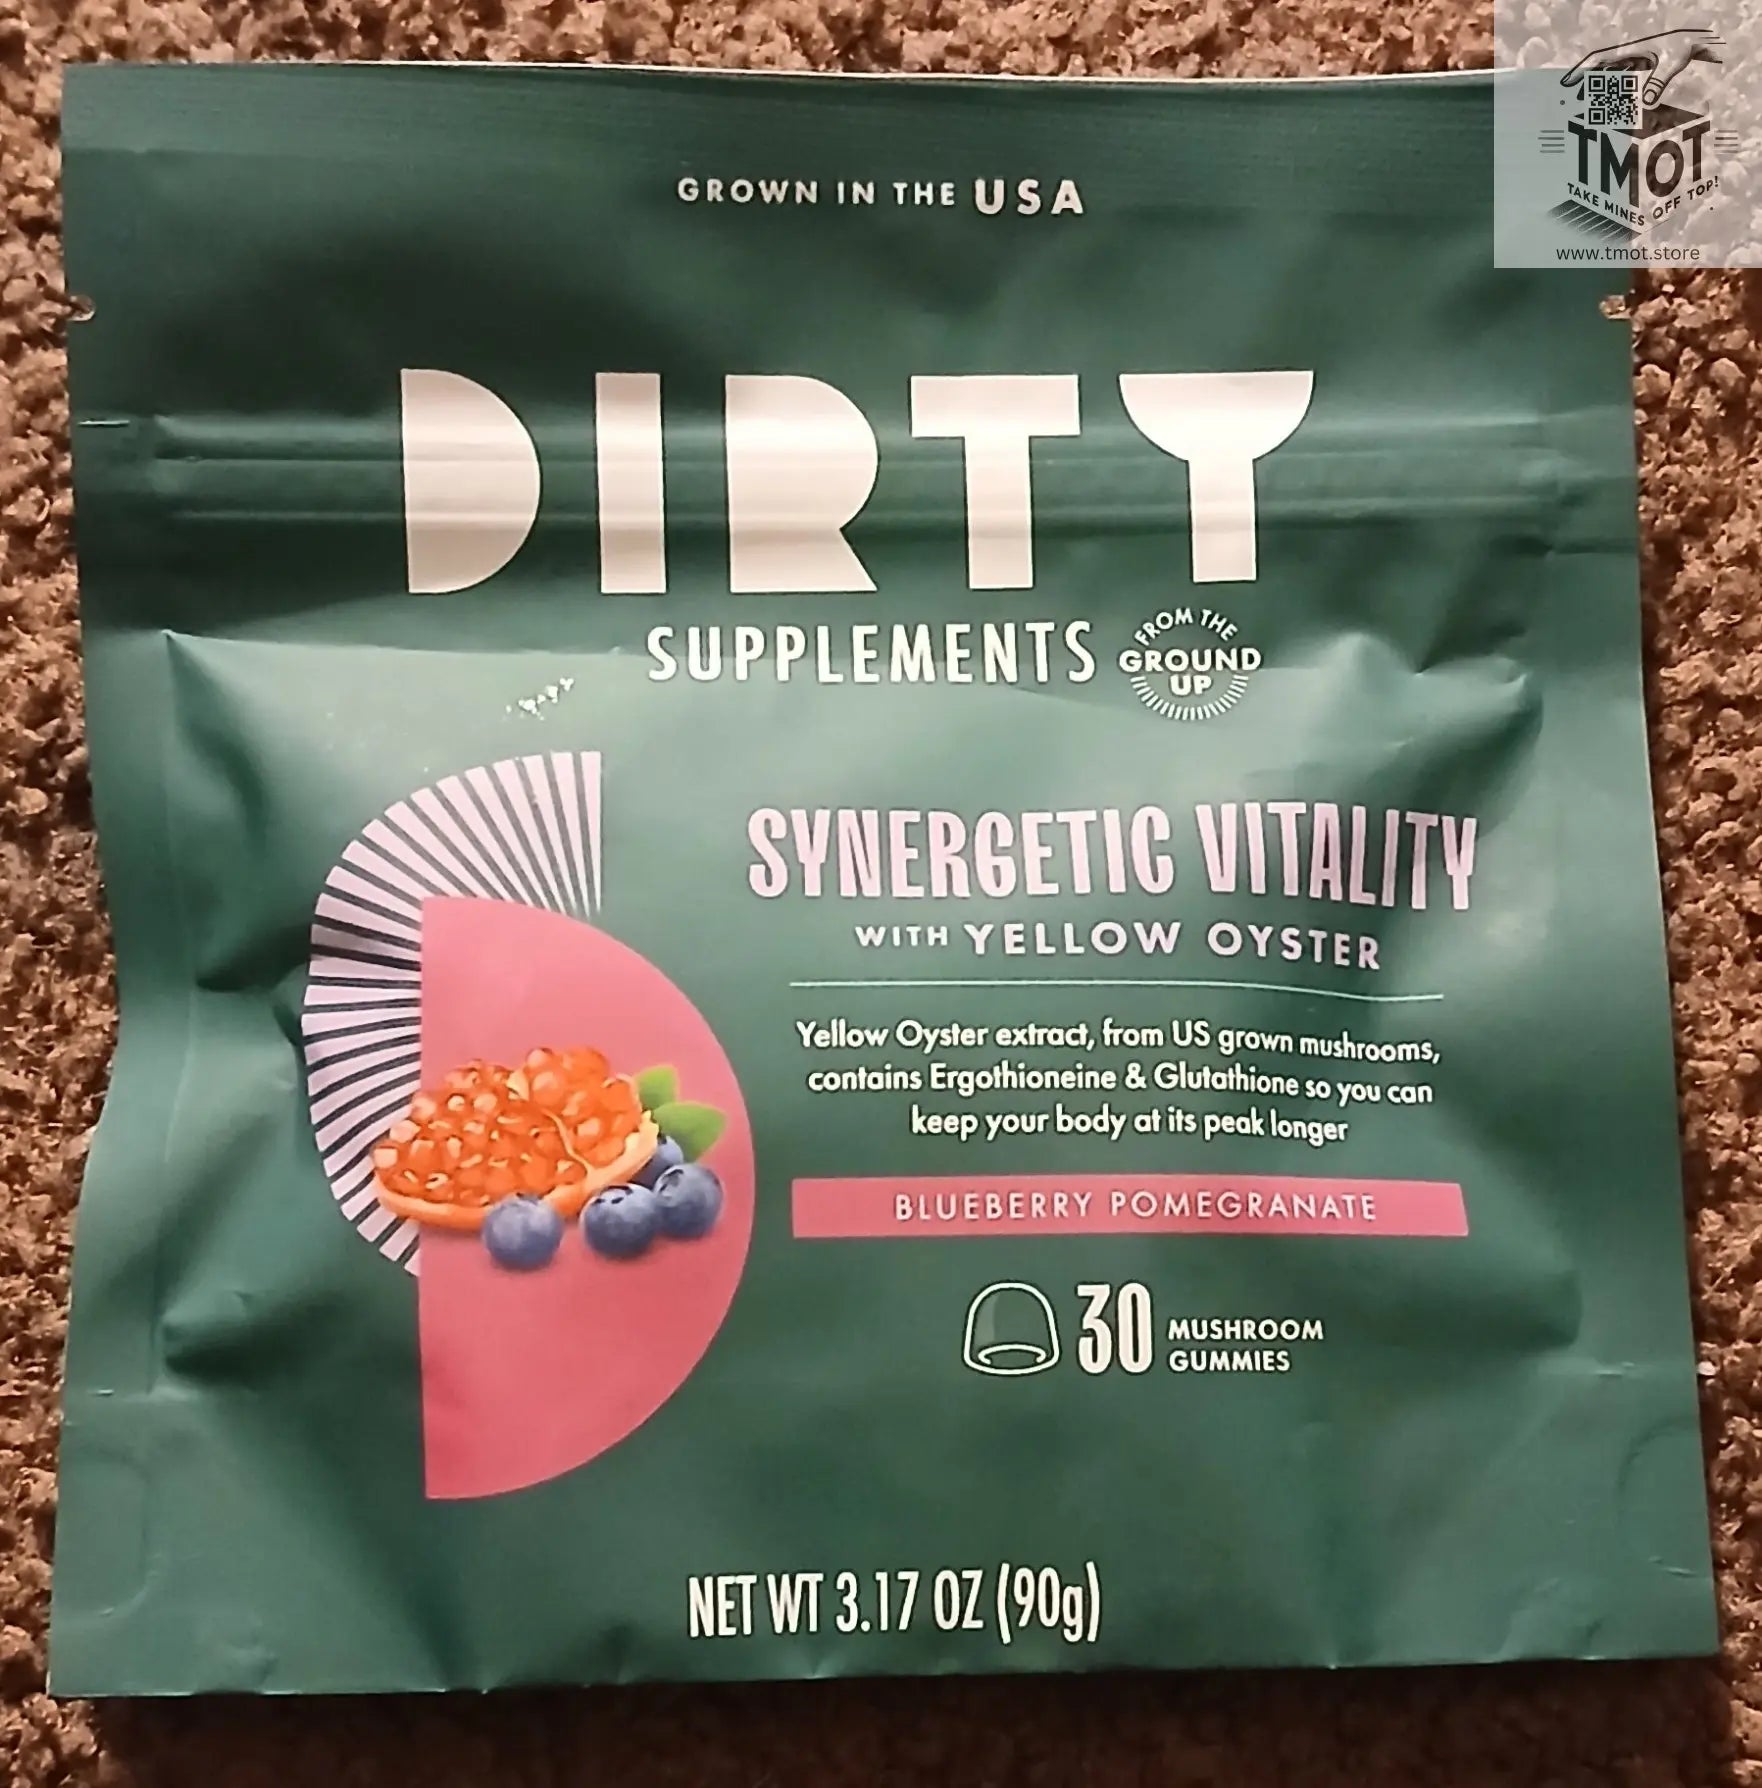 TMOT
TAKE MINES OFF TOP!
www.tmot.store
GROWN IN THE USA
DIRTY
SUPPLEMENTS
FROM THE
GROUND
UP
SYNERGETIC VITALITY
WITH YELLOW OYSTER
Yellow Oyster extract, from US grown mushrooms,
contains Ergothioneine & Glutathione so you can
keep your body at its peak longer
BLUEBERRY POMEGRANATE
30 MUSHROOM
GUMMIES
NET WT 3.17 OZ (90g)